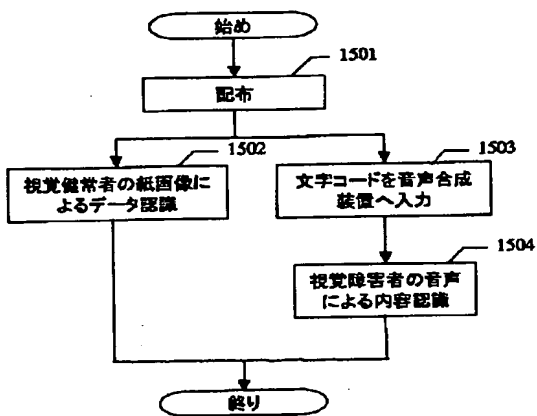 始め
1501
配布
1502
視覚健常者の紙画像に
よるデータ認識
1503
文字コードを音声合成
装置へ入力
1504
視覚障害者の音声
による内容認識
終り